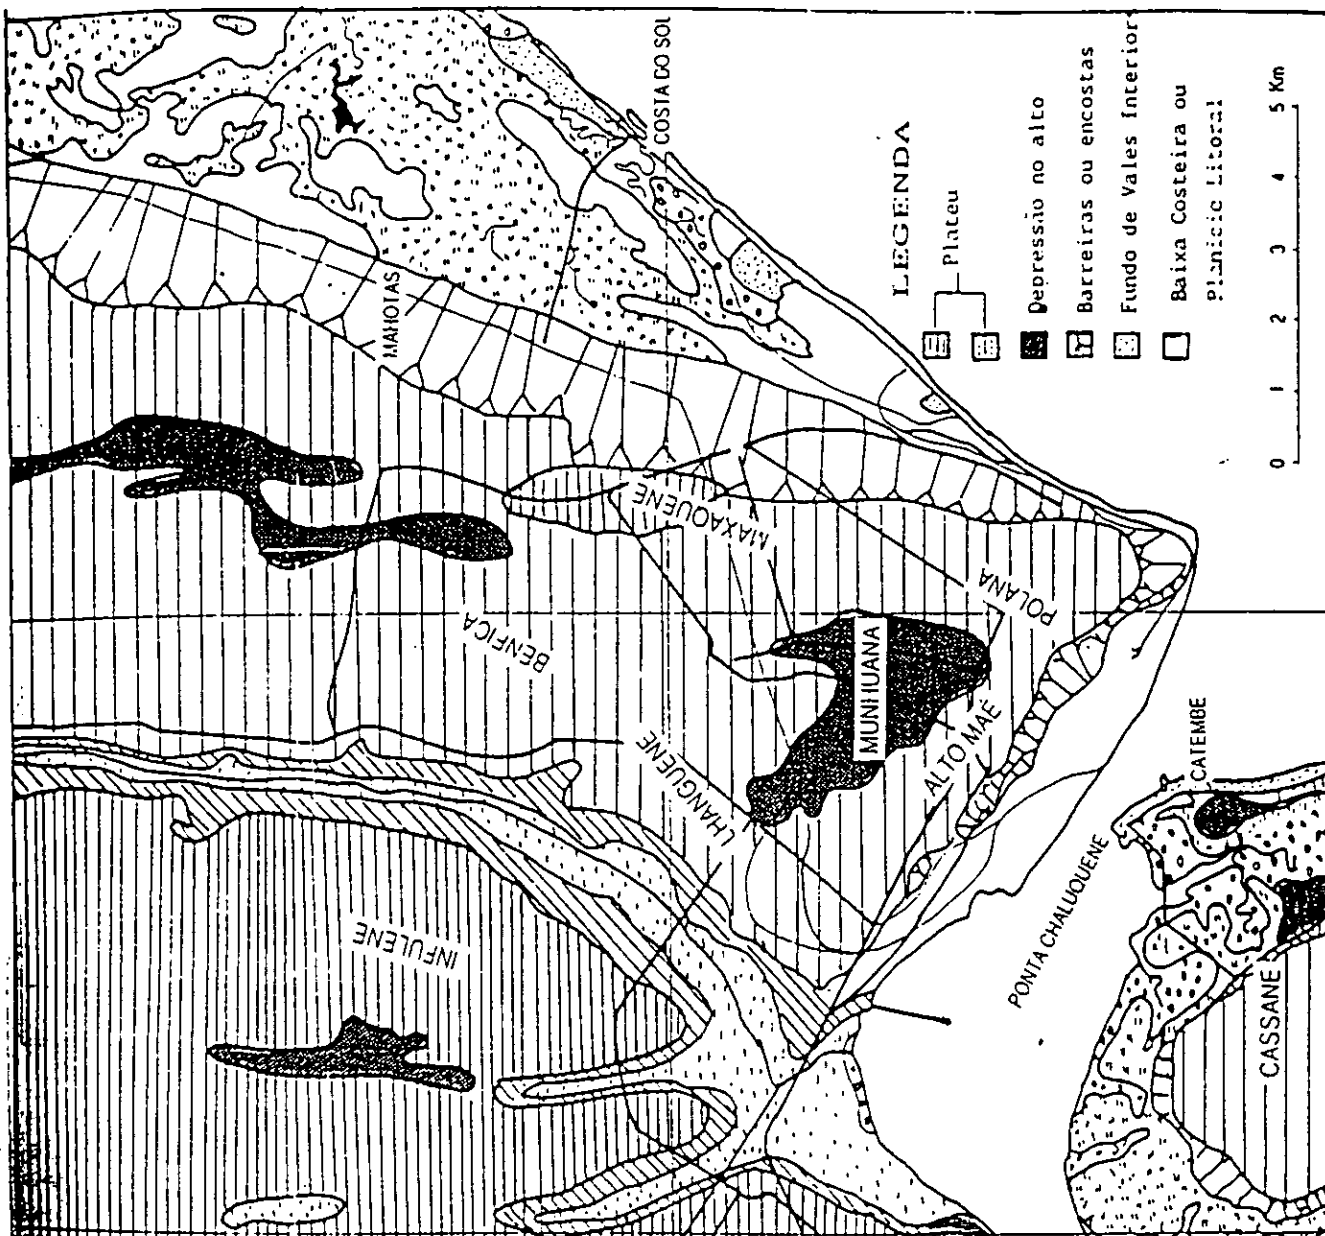 COSTA DO SOL
MAHOTAS
MAXAQUENE
BENFICA
POLANA
MUNHUANA
LHANGUENE
ALTO MAÉ
INFULENE
CATEMBE
PONTA CHALUQUENE
CASSANE
LEGENDA
Plateu
Depressão no alto
Barreiras ou encostas
Fundo de Vales Interior
Baixa Costeira ou
Planície Litoral
0 1 2 3 4 5 Km